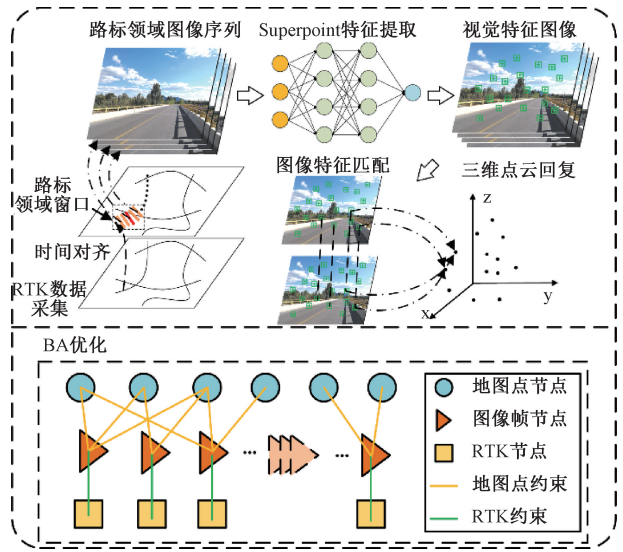 路标领域图像序列
Superpoint特征提取
视觉特征图像
图像特征匹配
三维点云回复
路标
领域窗口
时间对齐
RTK数据
采集
z
y
x
BA优化
地图点节点
图像帧节点
RTK节点
地图点约束
RTK约束
...
...